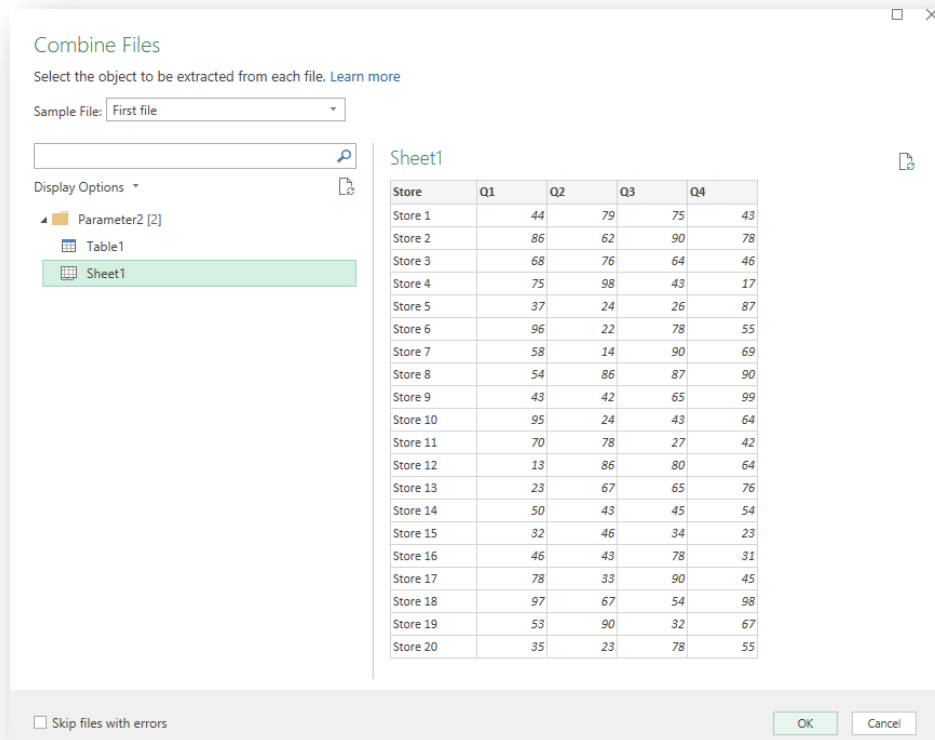 Combine Files
Select the object to be extracted from each file. Learn more
Sample File: First file
Display Options
Parameter2 [2]
Table1
Sheet1
Sheet1
Store Q1 Q2 Q3 Q4
Store 1 44 79 75 43
Store 2 86 62 90 78
Store 3 68 76 64 46
Store 4 75 98 43 17
Store 5 37 24 26 87
Store 6 96 22 78 55
Store 7 58 14 90 69
Store 8 54 86 87 90
Store 9 43 42 65 99
Store 10 95 24 43 64
Store 11 70 78 27 42
Store 12 13 86 80 64
Store 13 23 67 65 76
Store 14 50 43 45 54
Store 15 32 46 34 23
Store 16 46 43 78 31
Store 17 78 33 90 45
Store 18 97 67 54 98
Store 19 53 90 32 67
Store 20 35 23 78 55
Skip files with errors
OK Cancel